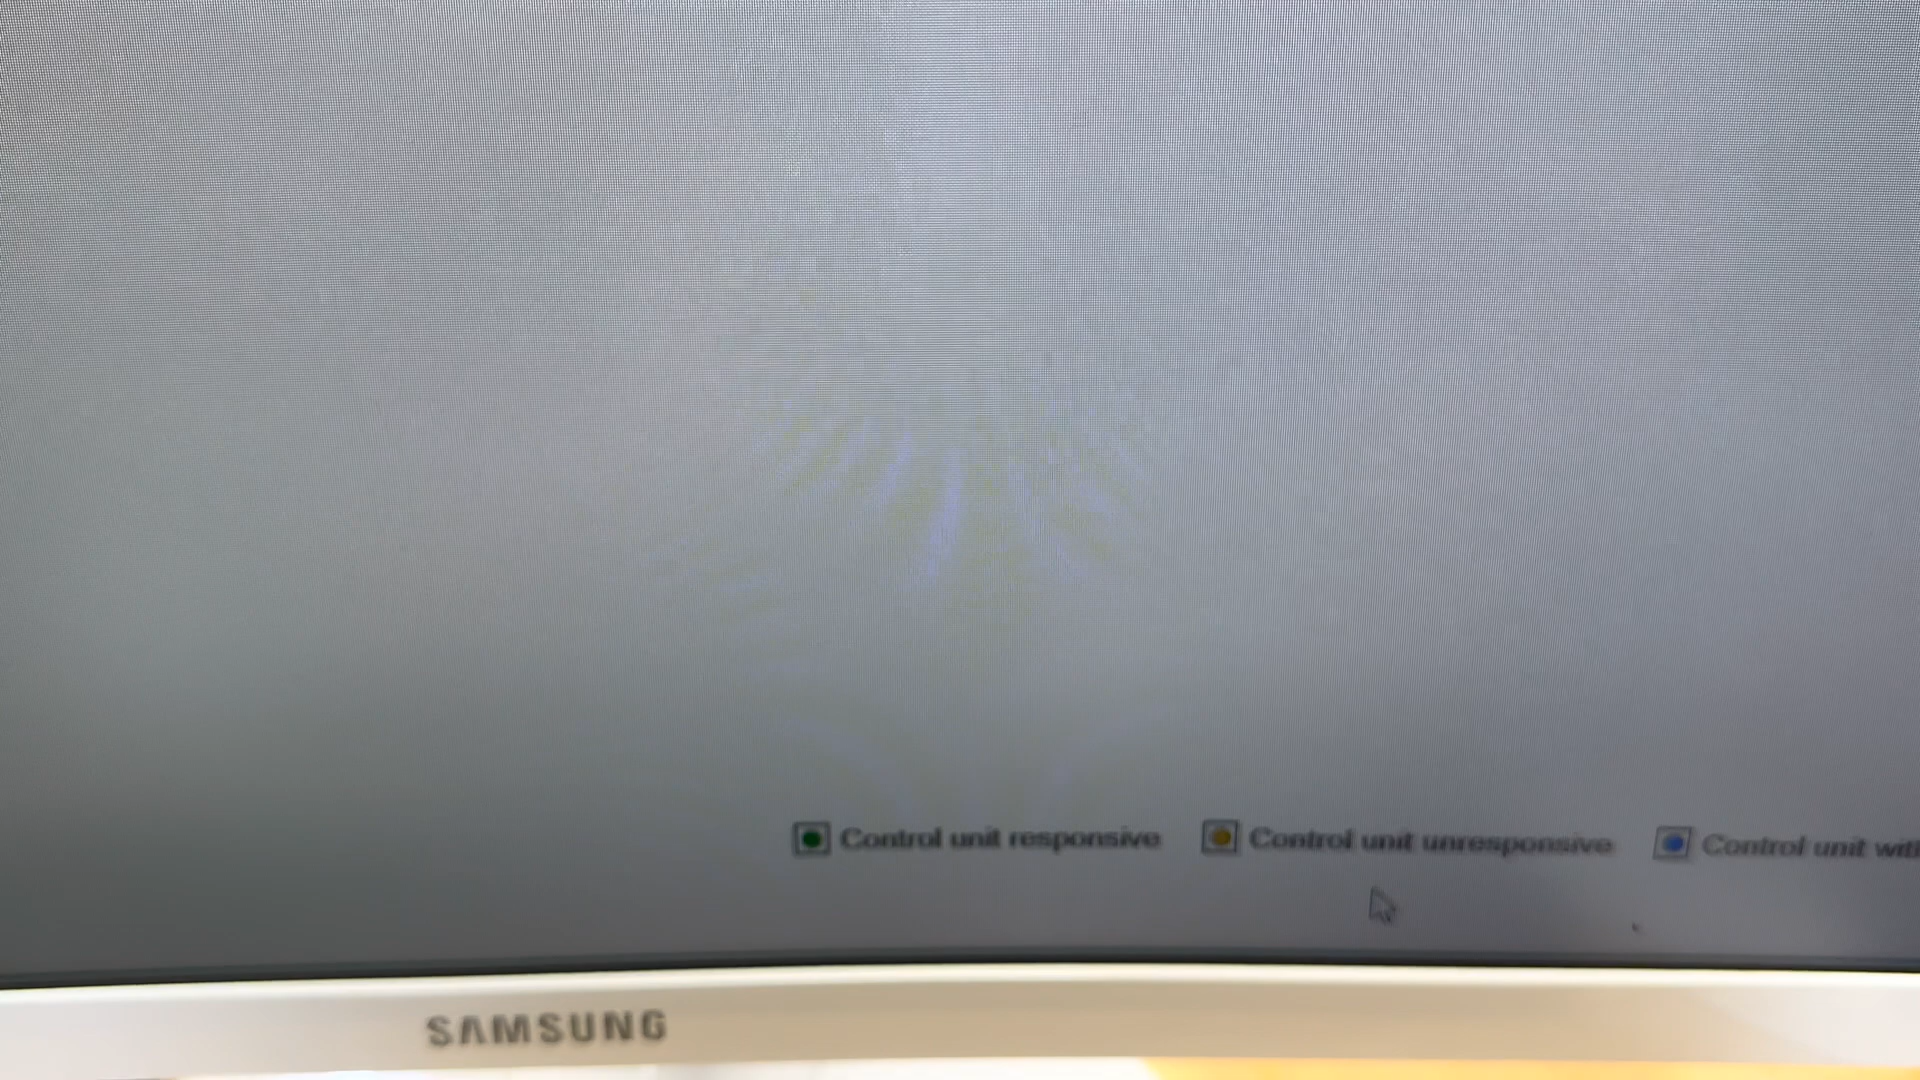 Control unit responsive Control unit unresponsive Control unit
SAMSUNG